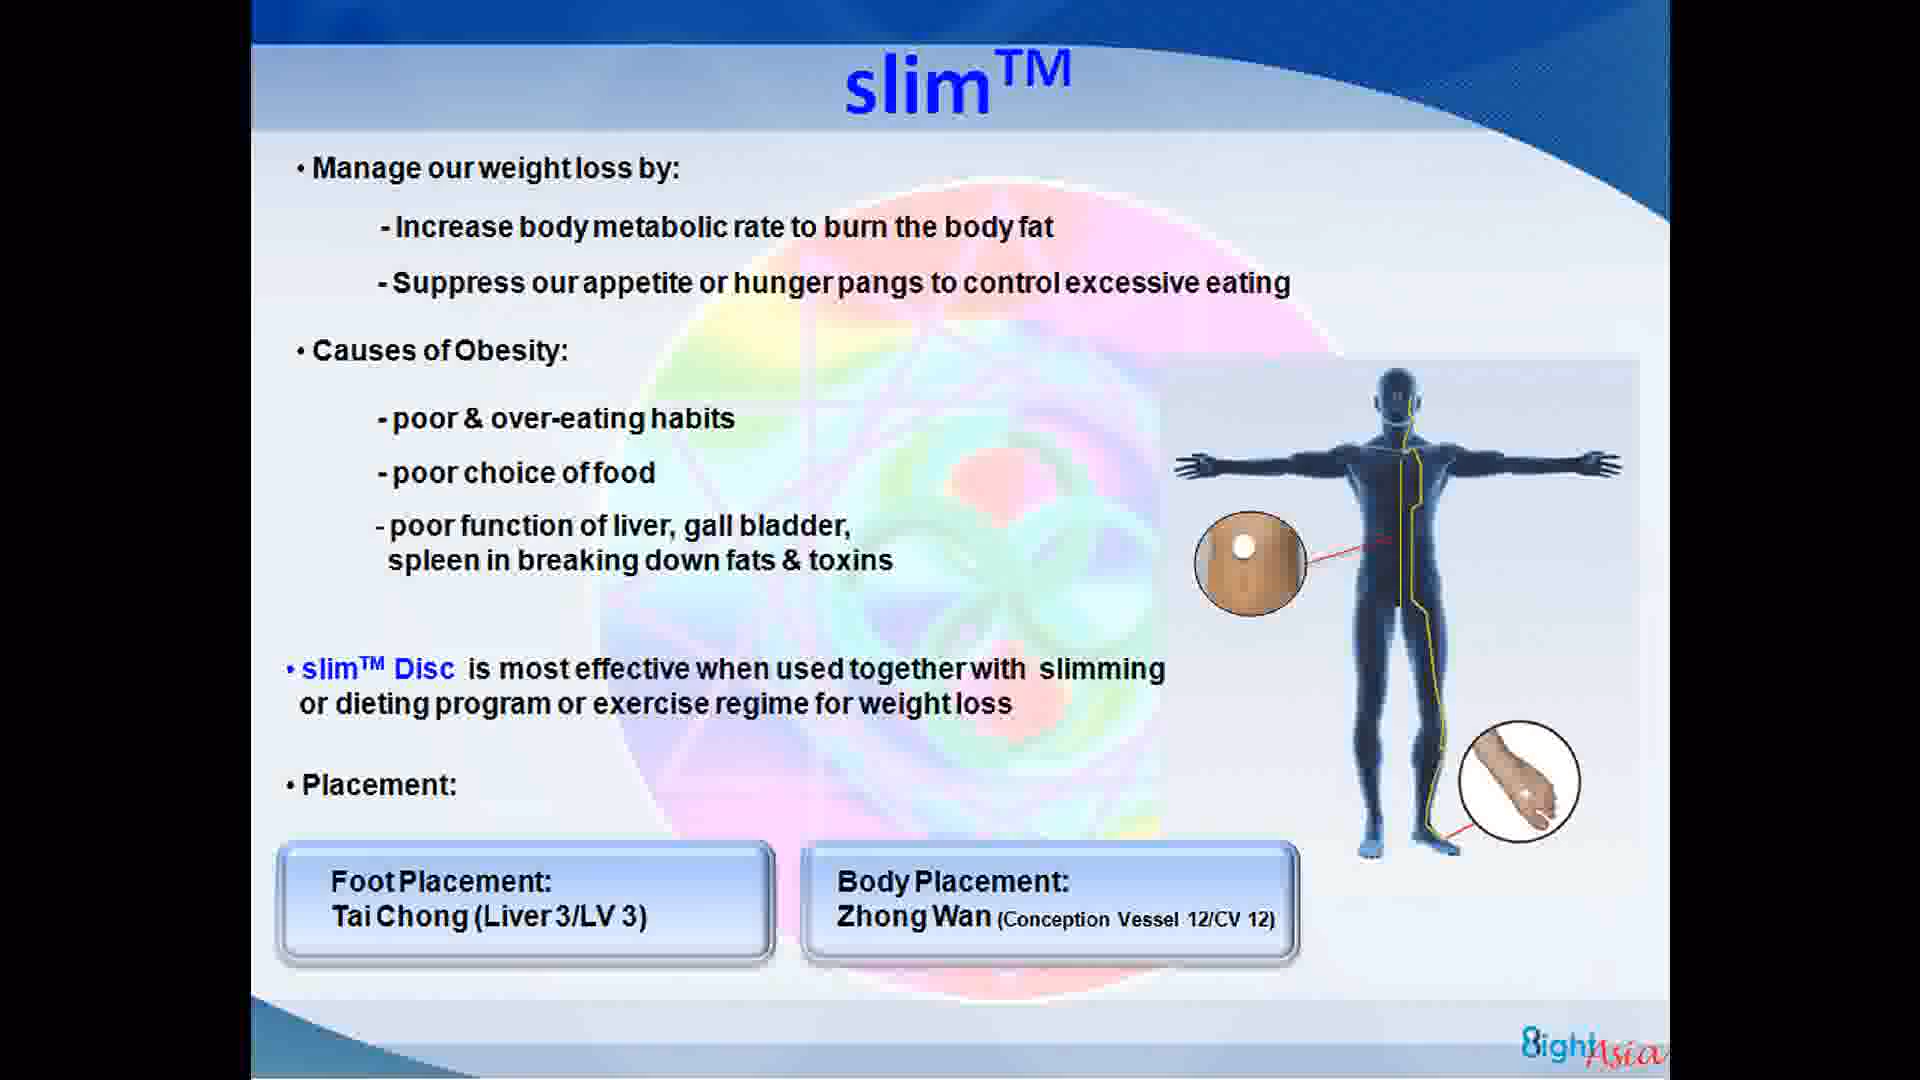 slim™
• Manage our weight loss by:
- Increase body metabolic rate to burn the body fat
- Suppress our appetite or hunger pangs to control excessive eating
• Causes of Obesity:
- poor & over-eating habits
- poor choice of food
- poor function of liver, gall bladder,
spleen in breaking down fats & toxins
• slim™ Disc is most effective when used together with slimming
or dieting program or exercise regime for weight loss
• Placement:
Foot Placement:
Tai Chong (Liver 3/LV 3)
Body Placement:
Zhong Wan (Conception Vessel 12/CV 12)
8ight Asia